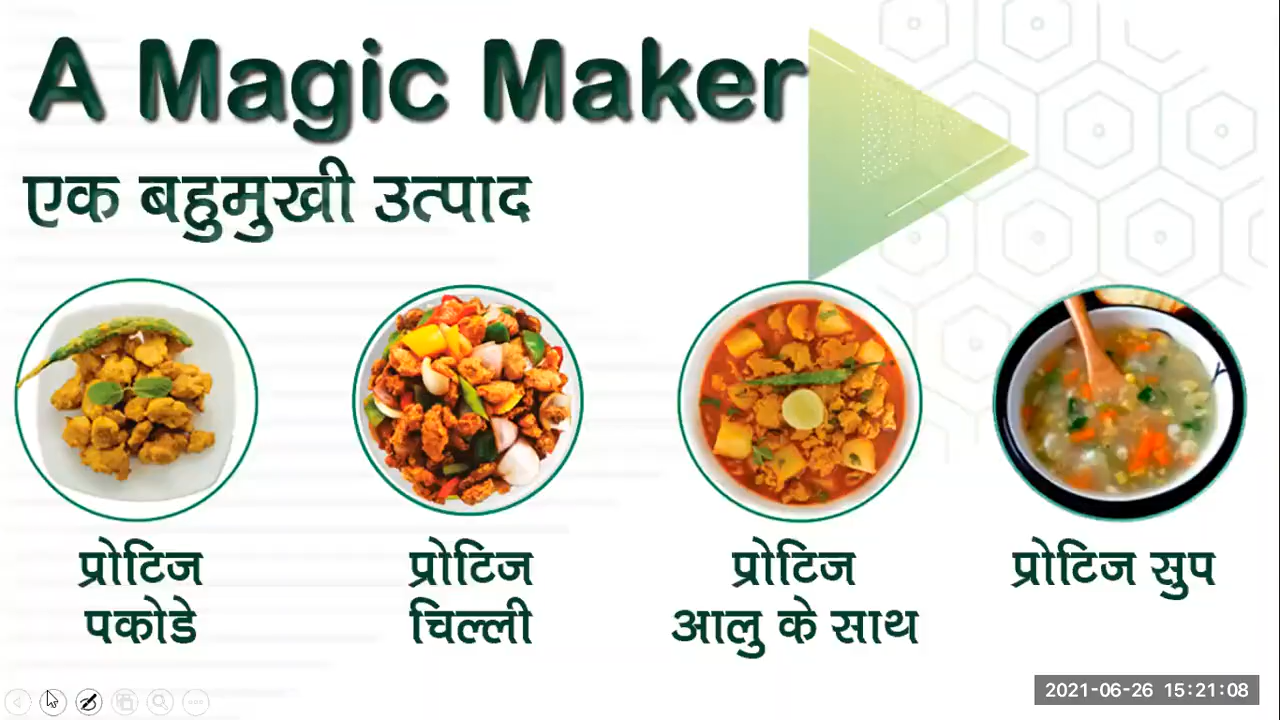 A Magic Maker
एक बहुमुखी उत्पाद
प्रोटिज
पकोडे
प्रोटिज
चिल्ली
प्रोटिज
आलु के साथ
प्रोटिज सुप
2021-06-26 15:21:08